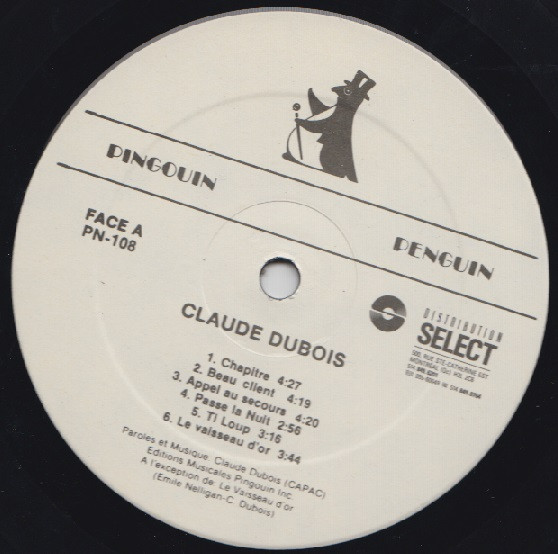 PINGOUIN
PENGUIN
FACE A
PN-108
DISTRIBUTION
SELECT
CLAUDE DUBOIS
1. Chapitre 4:27
2. Beau client 4:19
3. Appel au secours 4:20
4. Passe la Nuit 2:56
5. Ti Loup 3:16
6. Le vaisseau d'or 3:44
Paroles et Musique: Claude Dubois (CAPAC)
Editions Musicales Pingouin Inc.
A l'exception de Le Vaisseau d'or
(Emile Nelligan-C. Dubois)